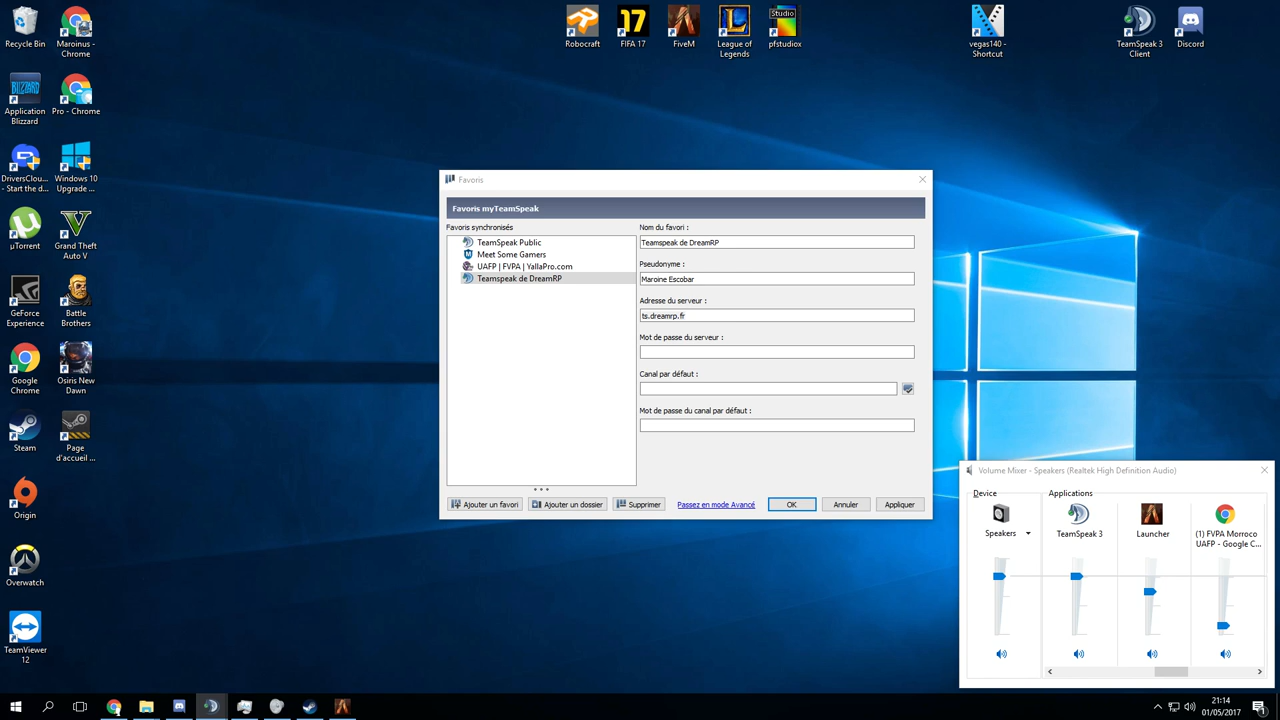 Recycle Bin
Maroinus -
Chrome
Robocraft
FIFA 17
FiveM
League of
Legends
Studio
pfstudiox
vegas140 -
Shortcut
TeamSpeak 3
Client
Discord
Application
Blizzard
Pro - Chrome
DriversClou...
- Start the d...
Windows 10
Upgrade ...
µTorrent
Grand Theft
Auto V
GeForce
Experience
Battle
Brothers
Google
Chrome
Osiris New
Dawn
Steam
Page
d'accueil ...
Origin
Overwatch
TeamViewer
12
Favoris
Favoris myTeamSpeak
Favoris synchronisés
TeamSpeak Public
Meet Some Gamers
UAFP | FVPA | YallaPro.com
Teamspeak de DreamRP
Nom du favori :
Teamspeak de DreamRP
Pseudonyme :
Maroine Escobar
Adresse du serveur :
ts.dreamrp.fr
Mot de passe du serveur :
Canal par défaut :
Mot de passe du canal par défaut :
Ajouter un favori
Ajouter un dossier
Supprimer
Passez en mode Avancé
OK
Annuler
Appliquer
Volume Mixer - Speakers (Realtek High Definition Audio)
Device
Applications
Speakers
TeamSpeak 3
Launcher
(1) FVPA Morroco
UAFP - Google C...
21:14
01/05/2017